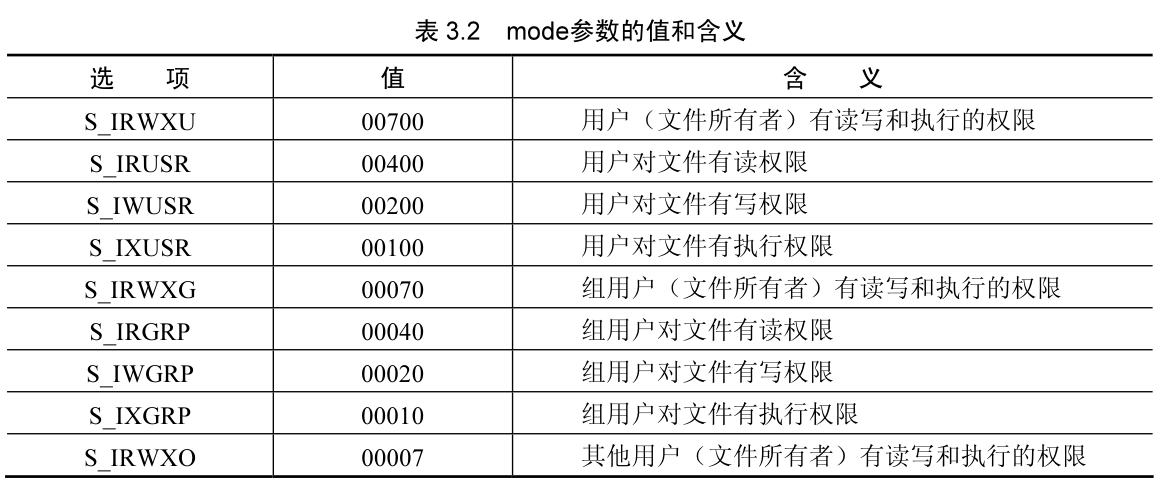 表 3.2 mode参数的值和含义
选 项 值 含 义
S_IRWXU 00700 用户（文件所有者）有读写和执行的权限
S_IRUSR 00400 用户对文件有读权限
S_IWUSR 00200 用户对文件有写权限
S_IXUSR 00100 用户对文件有执行权限
S_IRWXG 00070 组用户（文件所有者）有读写和执行的权限
S_IRGRP 00040 组用户对文件有读权限
S_IWGRP 00020 组用户对文件有写权限
S_IXGRP 00010 组用户对文件有执行权限
S_IRWXO 00007 其他用户（文件所有者）有读写和执行的权限